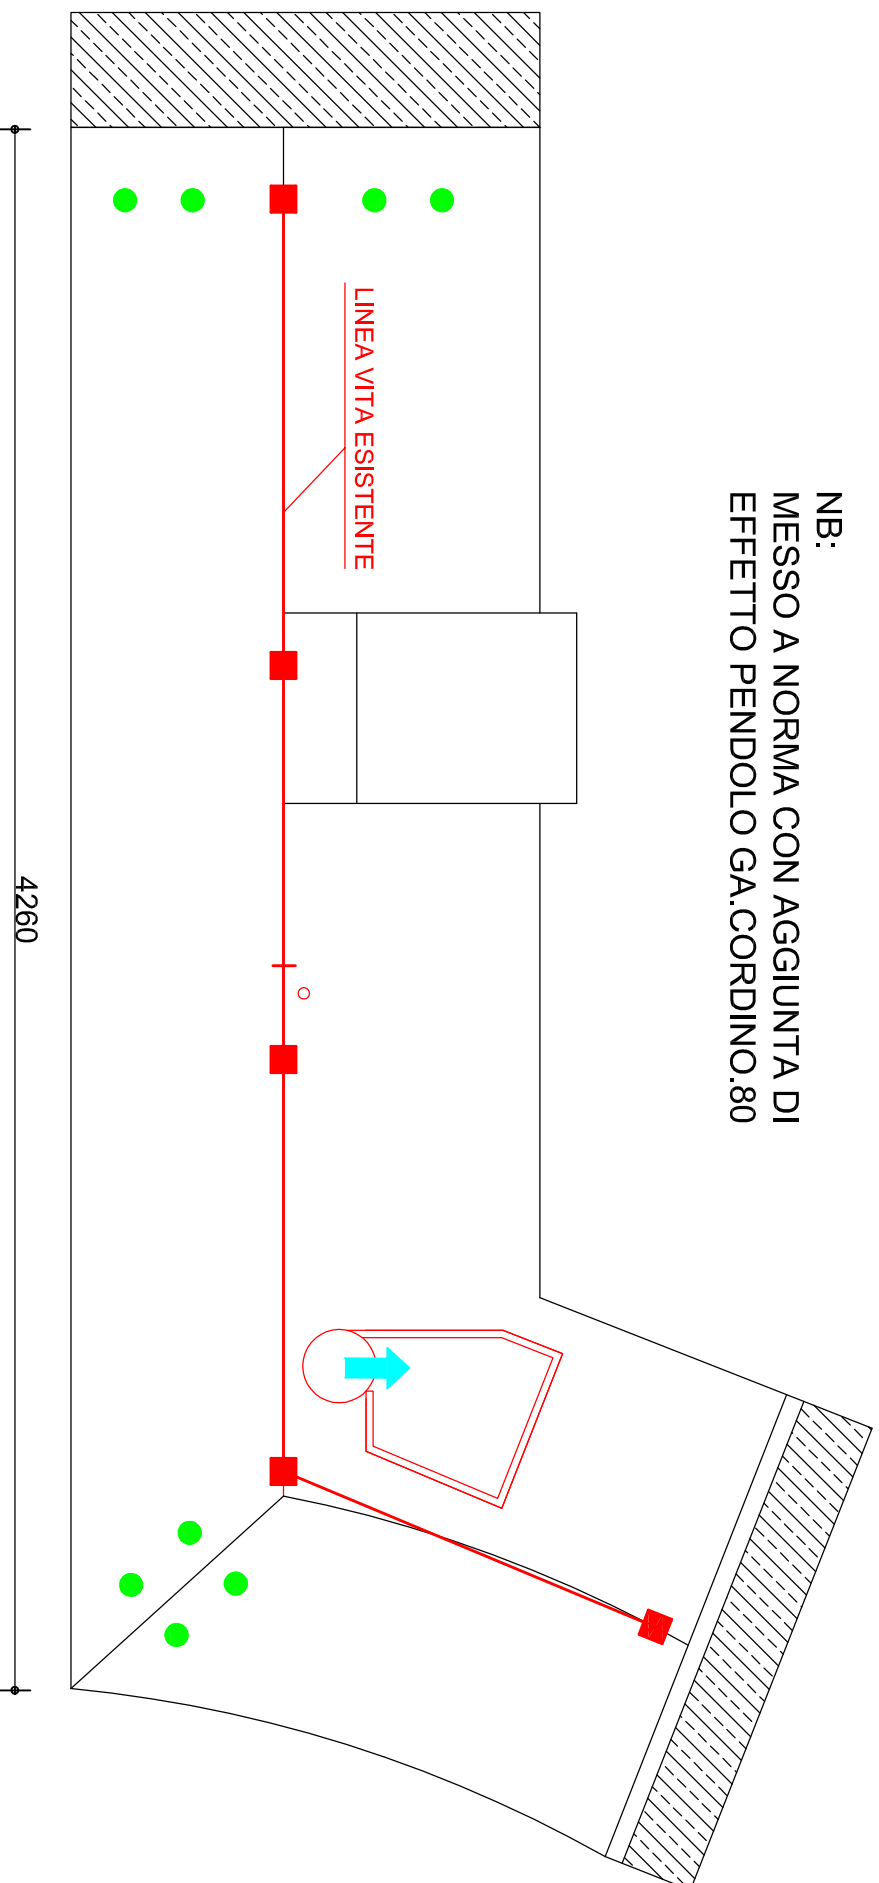 NB:
MESSO A NORMA CON AGGIUNTA DI
EFFETTO PENDOLO GA.CORDINO.80
LINEA VITA ESISTENTE
4260